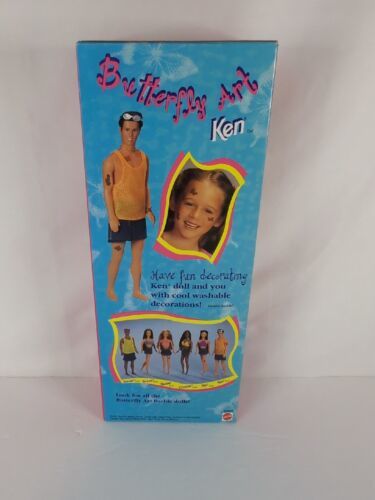 Butterfly Art
Ken
Have fun decorating
Ken® doll and you
with cool washable
decorations!
Look for all the
Butterfly Art Barbie dolls!
MATTEL